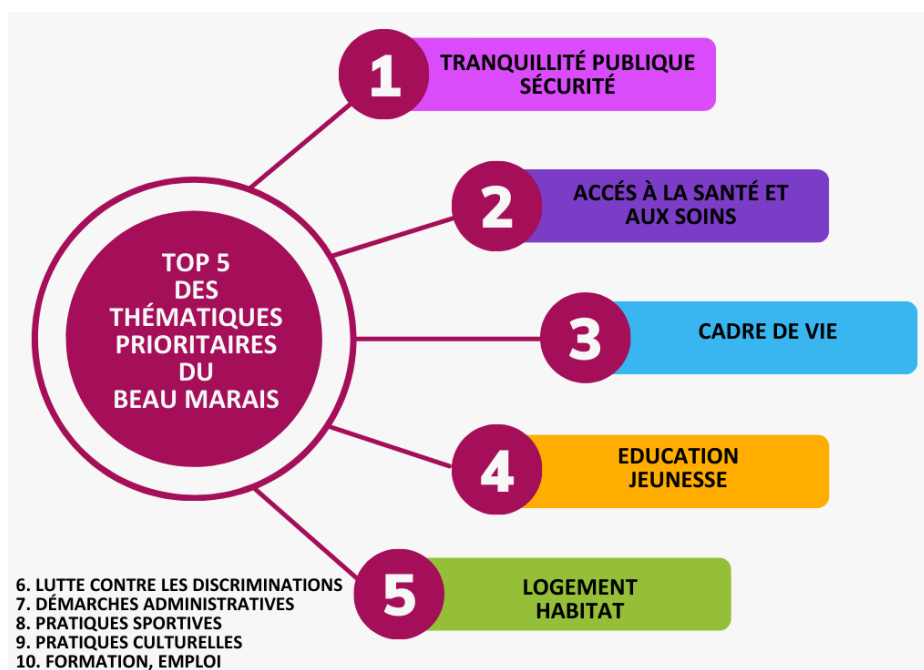 TOP 5
DES
THÉMATIQUES
PRIORITAIRES
DU
BEAU MARAIS
1
TRANQUILLITÉ PUBLIQUE
SÉCURITÉ
2
ACCÉS À LA SANTÉ ET
AUX SOINS
3
CADRE DE VIE
4
EDUCATION
JEUNESSE
5
LOGEMENT
HABITAT
6. LUTTE CONTRE LES DISCRIMINATIONS
7. DÉMARCHES ADMINISTRATIVES
8. PRATIQUES SPORTIVES
9. PRATIQUES CULTURELLES
10. FORMATION, EMPLOI